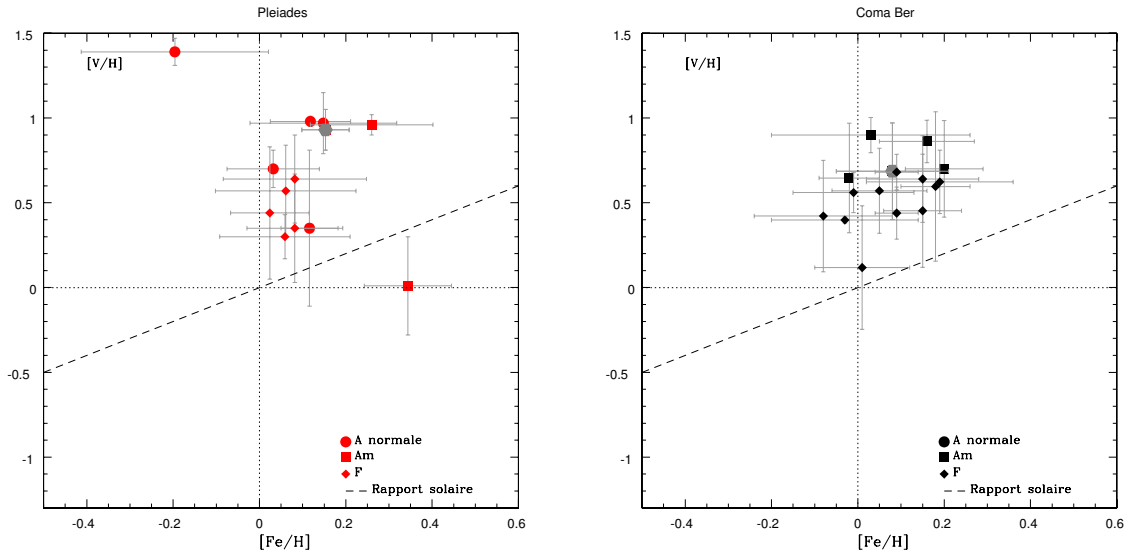 Pleiades
[V/H]
1.5
1
0.5
0
-0.5
-1
A normale
Am
F
Rapport solaire
-0.4 -0.2 0 0.2 0.4 0.6
[Fe/H]
Coma Ber
[V/H]
1.5
1
0.5
0
-0.5
-1
A normale
Am
F
Rapport solaire
-0.4 -0.2 0 0.2 0.4 0.6
[Fe/H]